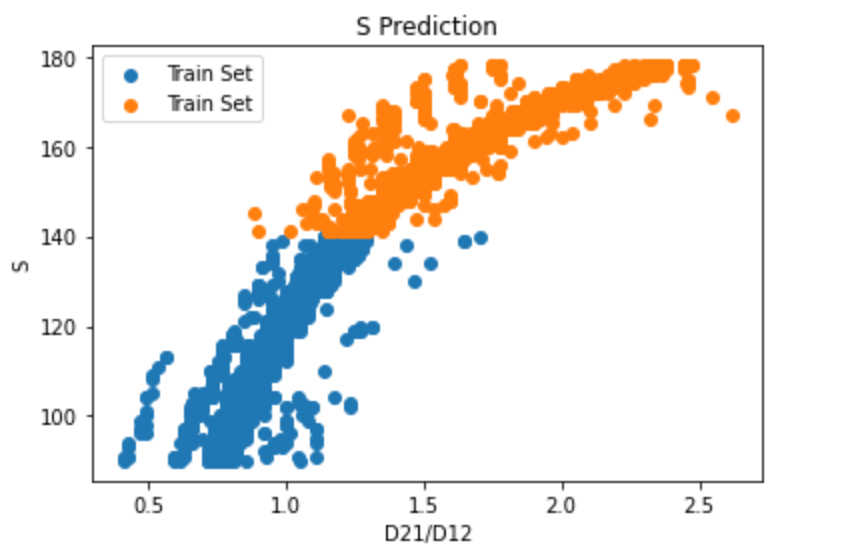 S Prediction
Train Set
Train Set
180
160
140
120
100
S
0.5
1.0
1.5
2.0
2.5
D21/D12